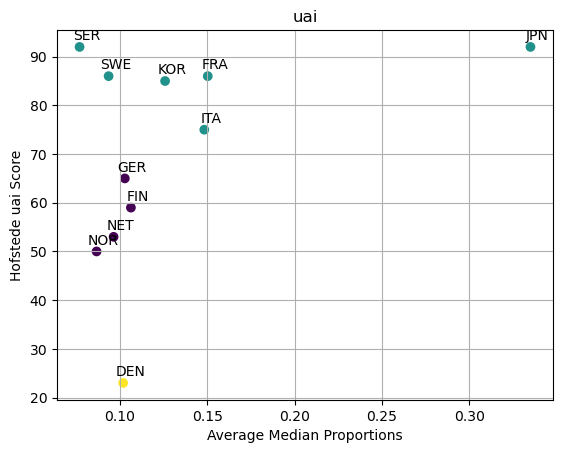 uai
SER
JPN
SWE
KOR
FRA
ITA
GER
FIN
NET
NOR
DEN
90
80
70
60
50
40
30
20
Hofstede uai Score
0.10 0.15 0.20 0.25 0.30
Average Median Proportions